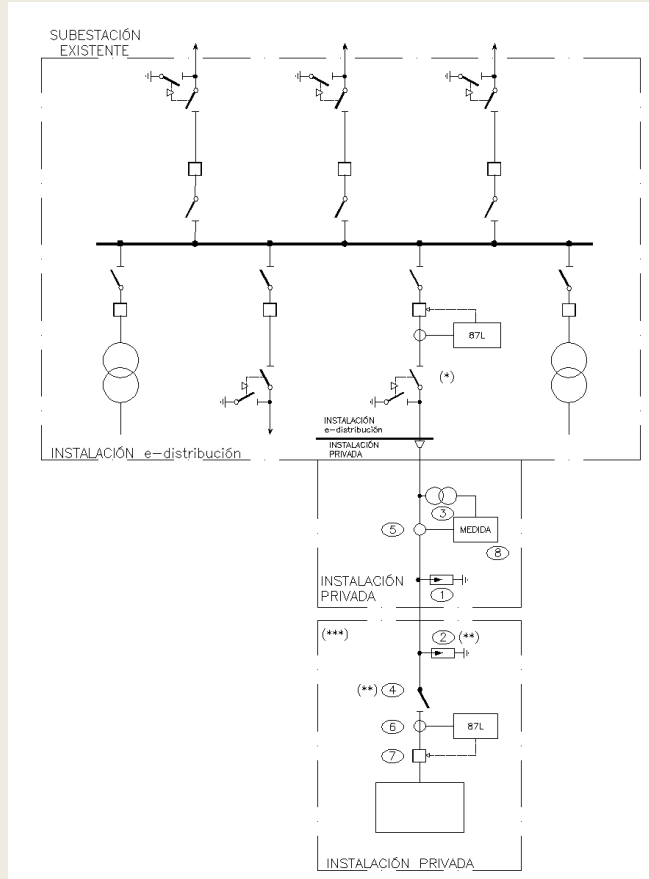 SUBESTACIÓN
EXISTENTE
87L
(*)
INSTALACIÓN
e-distribución
INSTALACIÓN
PRIVADA
INSTALACIÓN e-distribución
3
5
MEDIDA
8
INSTALACIÓN
PRIVADA
1
(***)
2 (**)
(**) 4
6
87L
7
INSTALACIÓN PRIVADA